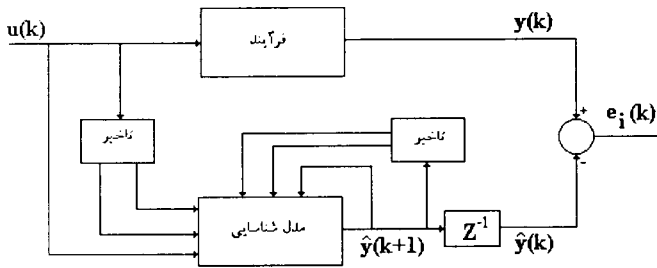 u(k)
فرآیند
y(k)
تاخیر
تاخیر
+
e_i(k)
-
مدل شناسایی
ŷ(k+1)
Z⁻¹
ŷ(k)